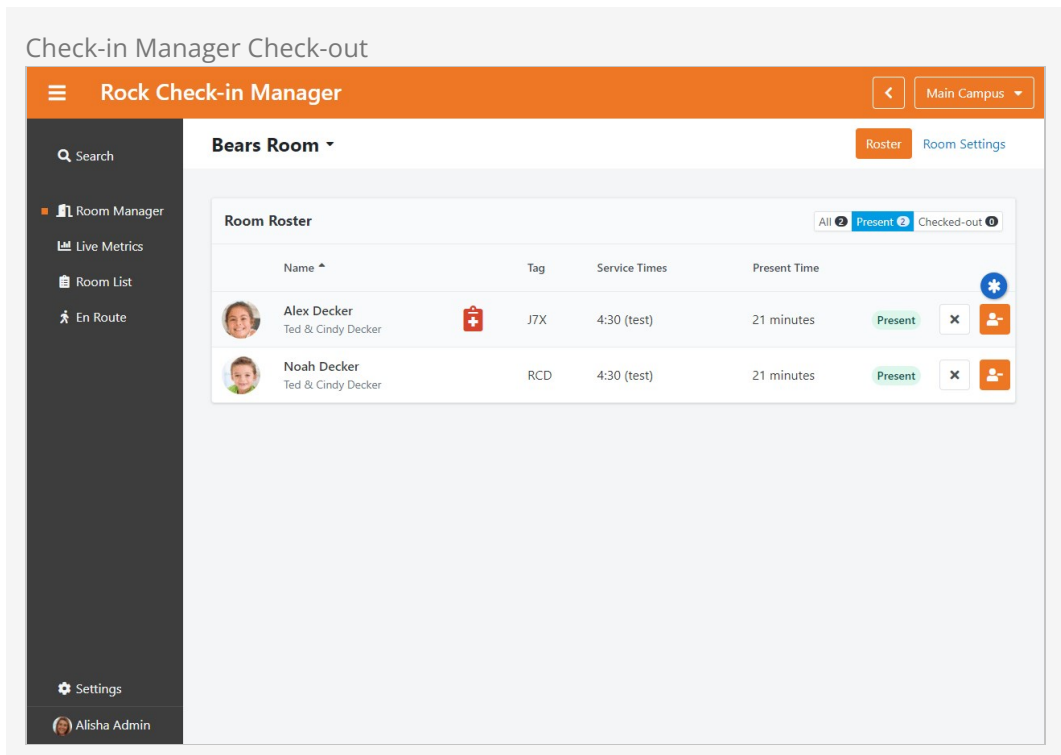 Check-in Manager Check-out
Rock Check-in Manager
Main Campus
Search
Bears Room
Roster
Room Settings
Room Manager
Live Metrics
Room List
En Route
Room Roster
All 2 Present 2 Checked-out 0
Name Tag Service Times Present Time
Alex Decker J7X 4:30 (test) 21 minutes Present
Ted & Cindy Decker
Noah Decker RCD 4:30 (test) 21 minutes Present
Ted & Cindy Decker
Settings
Alisha Admin